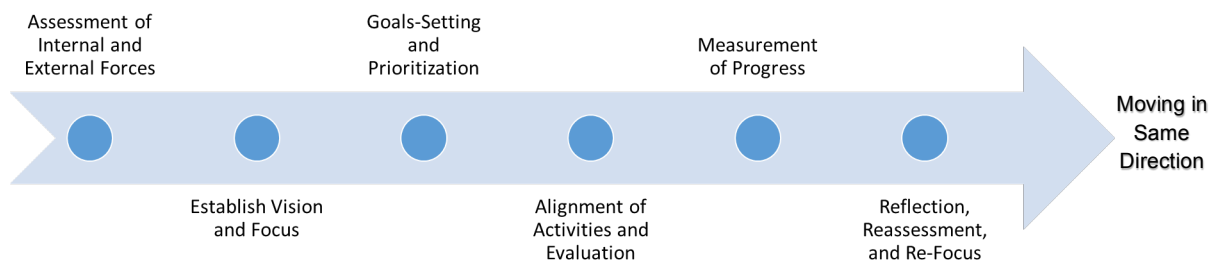 Assessment of
Internal and
External Forces
Establish Vision
and Focus
Goals-Setting
and
Prioritization
Alignment of
Activities and
Evaluation
Measurement
of Progress
Reflection,
Reassessment,
and Re-Focus
Moving in
Same
Direction